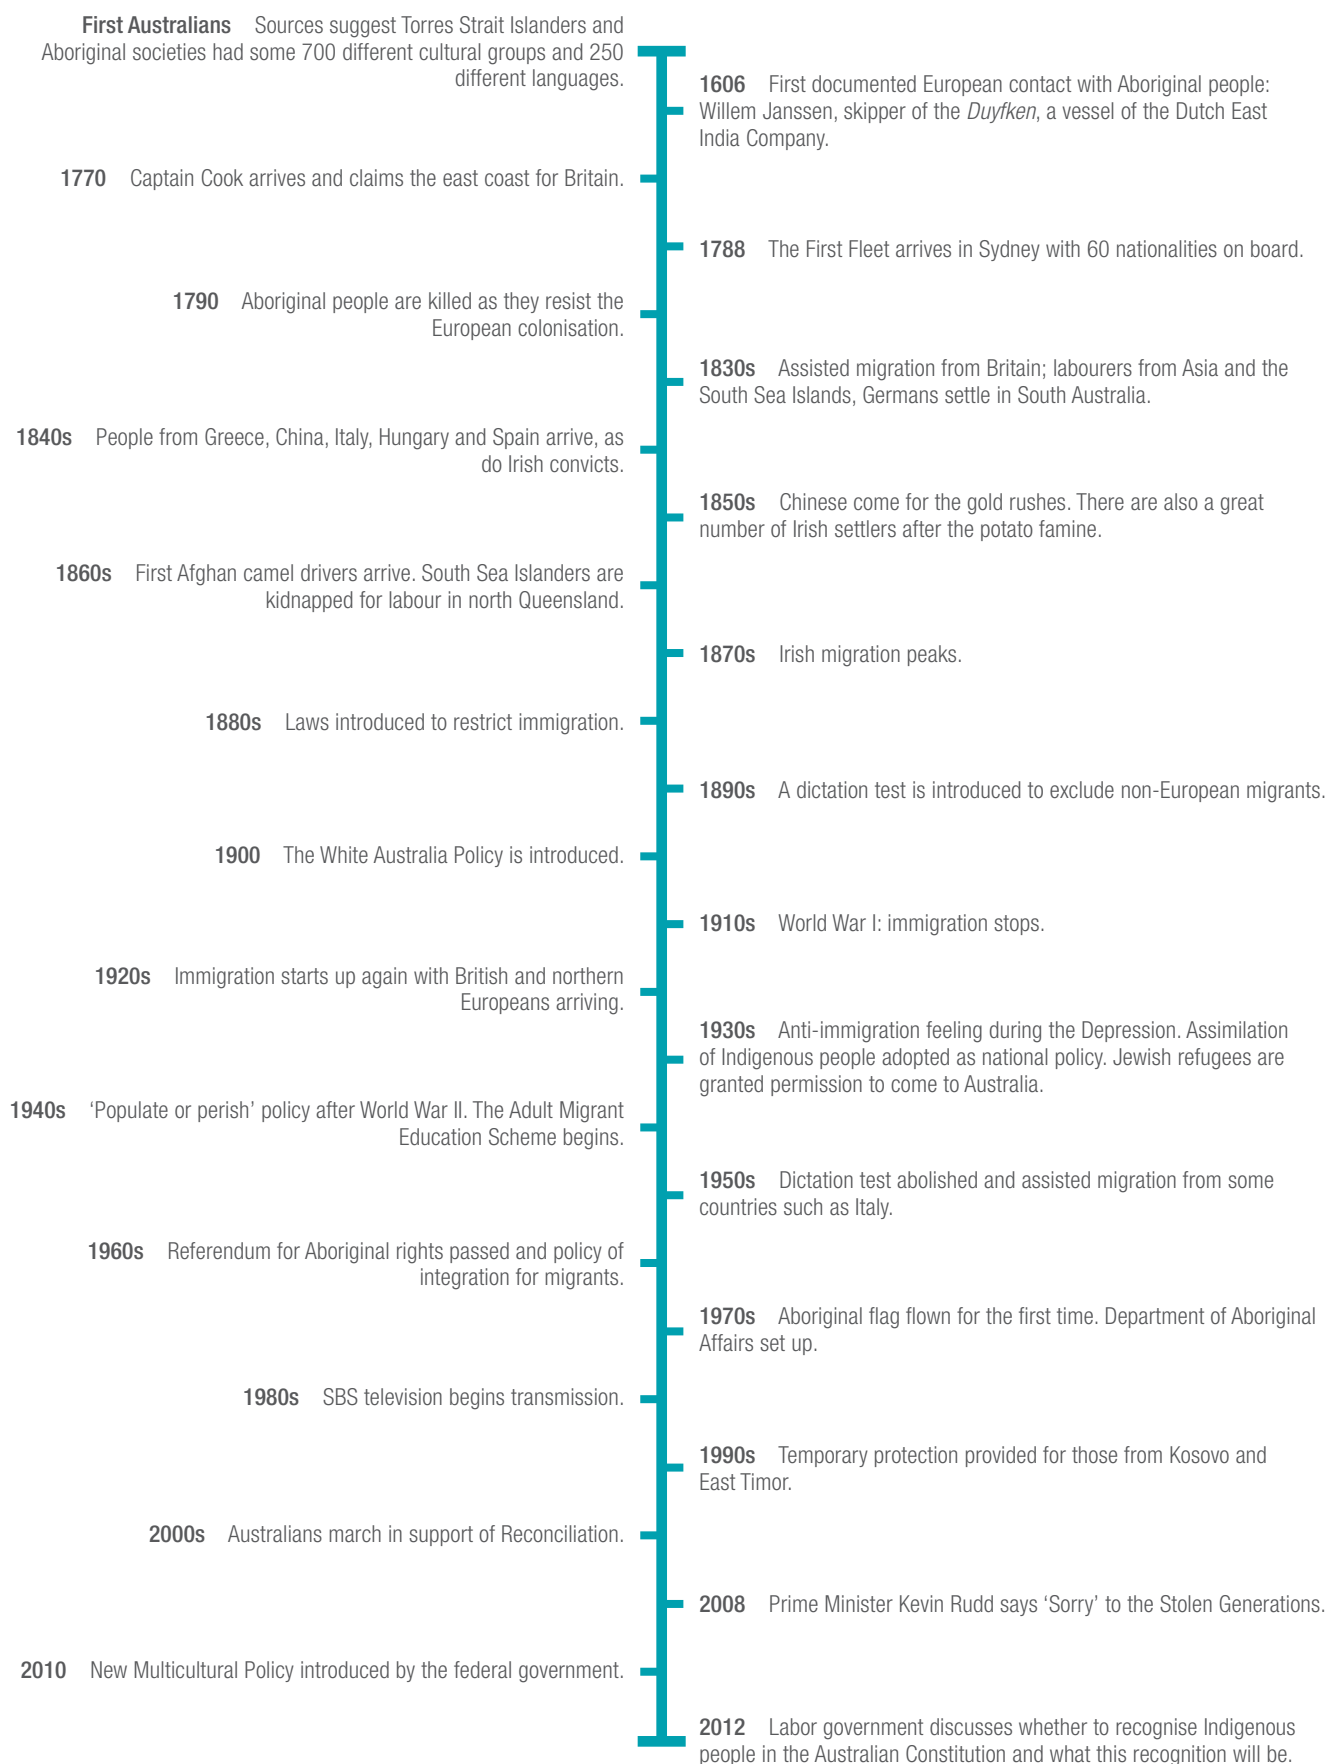 First Australians Sources suggest Torres Strait Islanders and
Aboriginal societies had some 700 different cultural groups and 250
different languages.
1606 First documented European contact with Aboriginal people:
Willem Janssen, skipper of the Duyfken, a vessel of the Dutch East
India Company.
1770 Captain Cook arrives and claims the east coast for Britain.
1788 The First Fleet arrives in Sydney with 60 nationalities on board.
1790 Aboriginal people are killed as they resist the
European colonisation.
1830s Assisted migration from Britain; labourers from Asia and the
South Sea Islands, Germans settle in South Australia.
1840s People from Greece, China, Italy, Hungary and Spain arrive, as
do Irish convicts.
1850s Chinese come for the gold rushes. There are also a great
number of Irish settlers after the potato famine.
1860s First Afghan camel drivers arrive. South Sea Islanders are
kidnapped for labour in north Queensland.
1870s Irish migration peaks.
1880s Laws introduced to restrict immigration.
1890s A dictation test is introduced to exclude non-European migrants.
1900 The White Australia Policy is introduced.
1910s World War I: immigration stops.
1920s Immigration starts up again with British and northern
Europeans arriving.
1930s Anti-immigration feeling during the Depression. Assimilation
of Indigenous people adopted as national policy. Jewish refugees are
granted permission to come to Australia.
1940s ‘Populate or perish’ policy after World War II. The Adult Migrant
Education Scheme begins.
1950s Dictation test abolished and assisted migration from some
countries such as Italy.
1960s Referendum for Aboriginal rights passed and policy of
integration for migrants.
1970s Aboriginal flag flown for the first time. Department of Aboriginal
Affairs set up.
1980s SBS television begins transmission.
1990s Temporary protection provided for those from Kosovo and
East Timor.
2000s Australians march in support of Reconciliation.
2008 Prime Minister Kevin Rudd says ‘Sorry’ to the Stolen Generations.
2010 New Multicultural Policy introduced by the federal government.
2012 Labor government discusses whether to recognise Indigenous
people in the Australian Constitution and what this recognition will be.